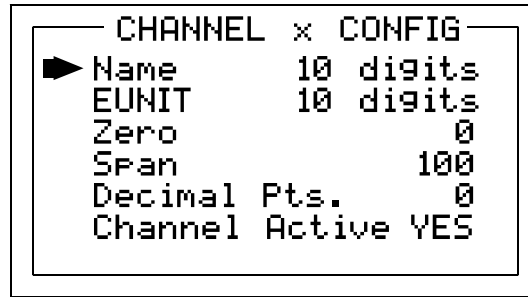 CHANNEL x CONFIG
Name 10 digits
EUNIT 10 digits
Zero 0
Span 100
Decimal Pts. 0
Channel Active YES